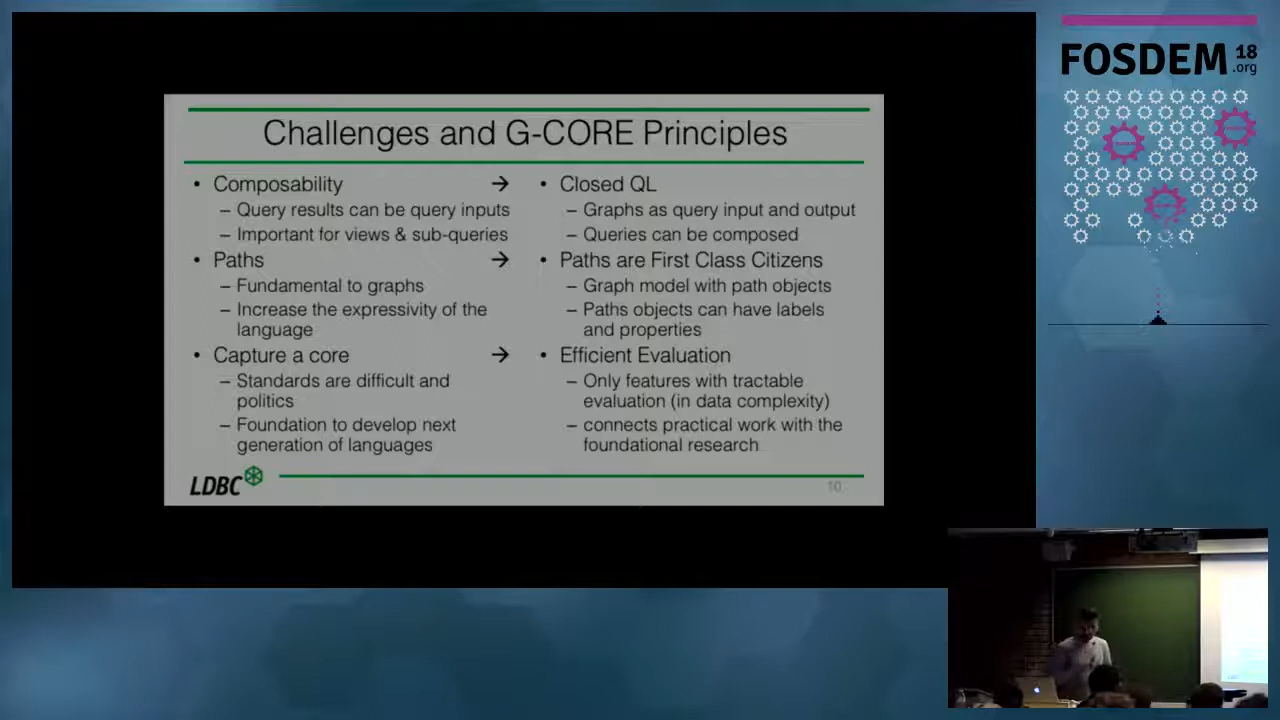 FOSDEM 18
.org
Challenges and G-CORE Principles
• Composability →
– Query results can be query inputs
– Important for views & sub-queries
• Paths →
– Fundamental to graphs
– Increase the expressivity of the
language
• Capture a core →
– Standards are difficult and
politics
– Foundation to develop next
generation of languages
• Closed QL
– Graphs as query input and output
– Queries can be composed
• Paths are First Class Citizens
– Graph model with path objects
– Paths objects can have labels
and properties
• Efficient Evaluation
– Only features with tractable
evaluation (in data complexity)
– connects practical work with the
foundational research
LDBC
10